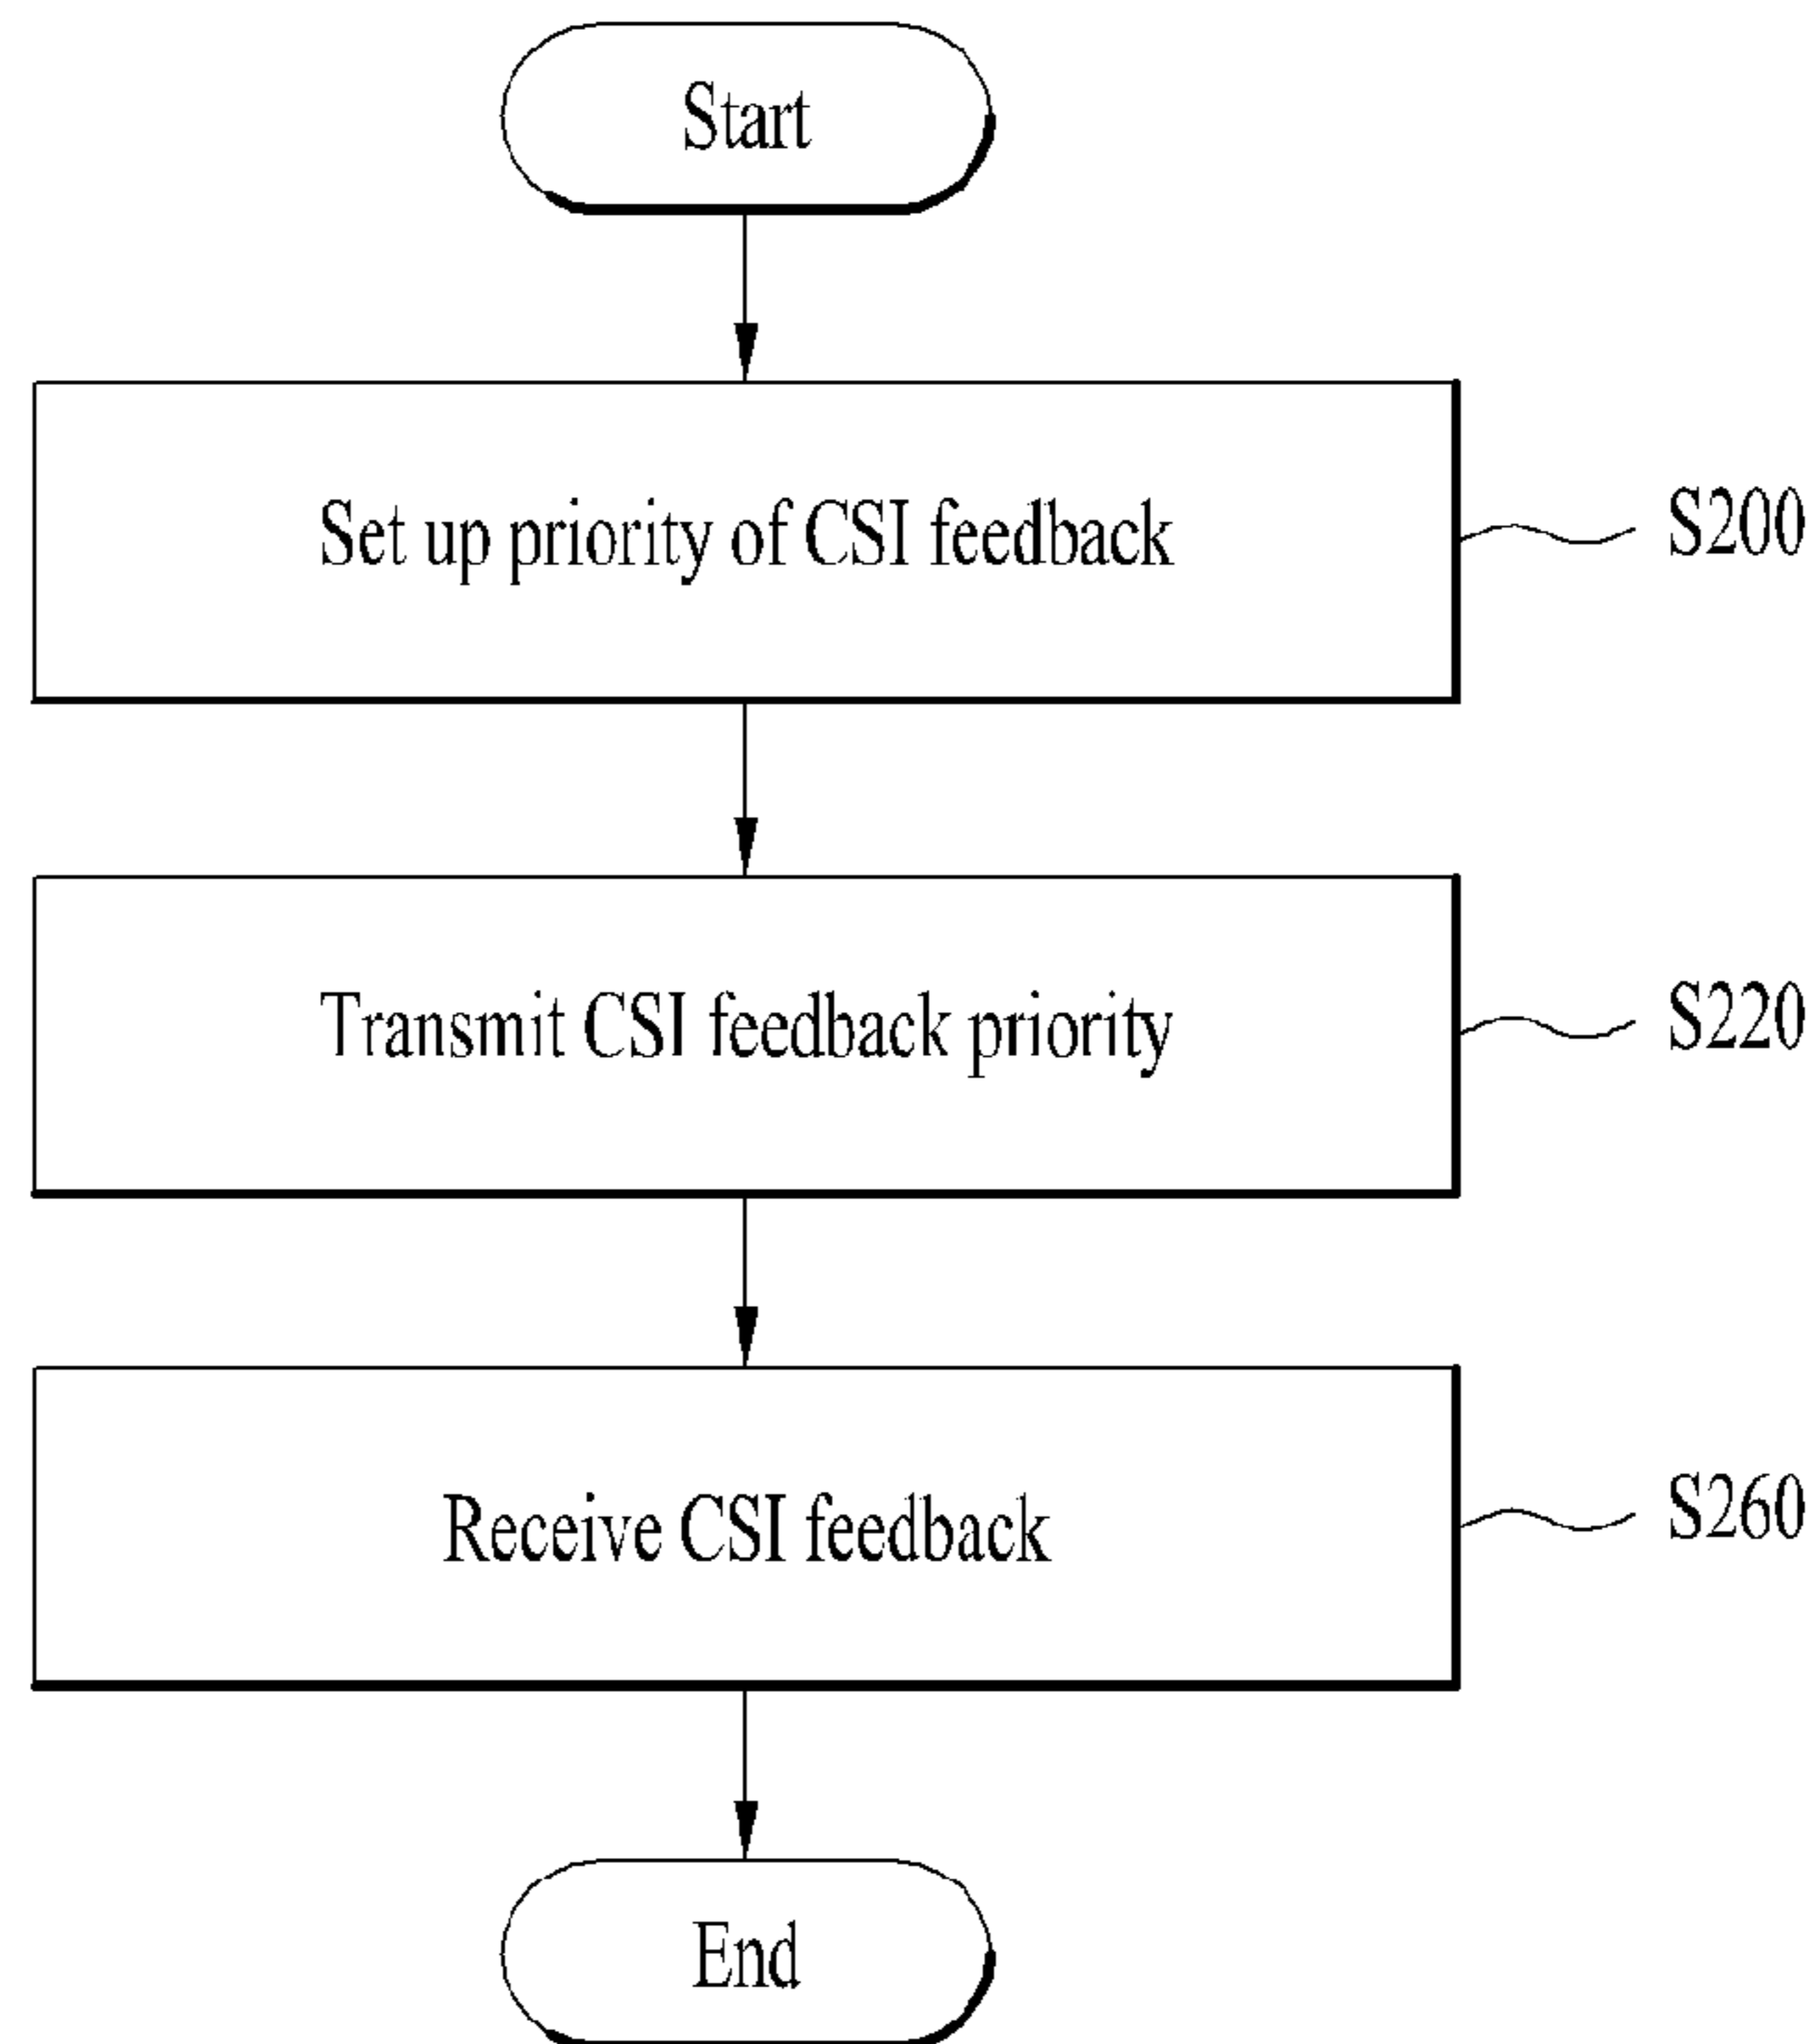 Start
Set up priority of CSI feedback
S200
Transmit CSI feedback priority
S220
Receive CSI feedback
S260
End